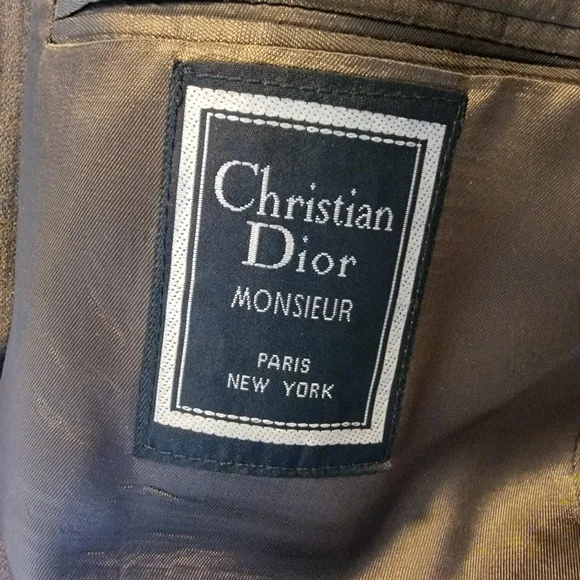 Christian
Dior
MONSIEUR
PARIS
NEW YORK